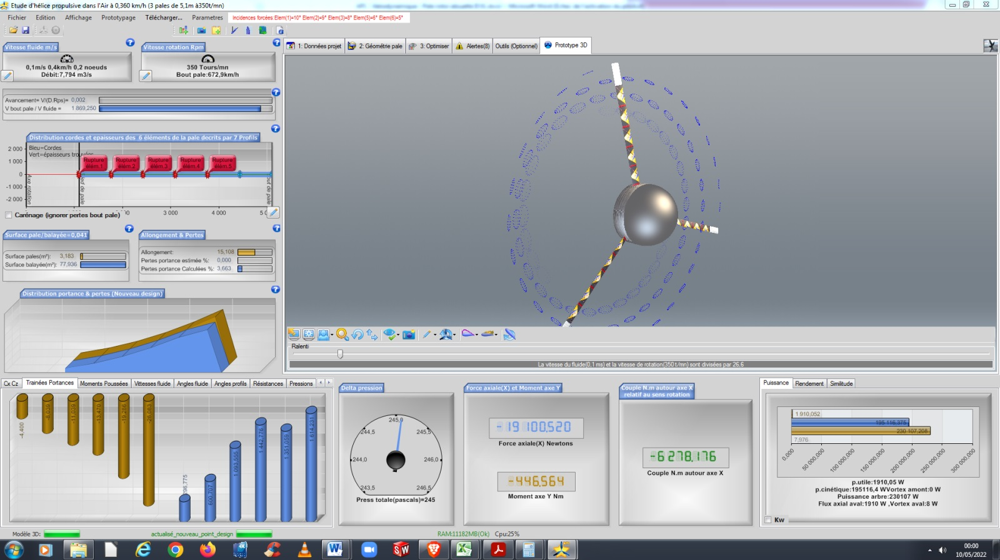 Etude d'hélice propulsive dans l'Air à 0,360 km/h (3 pales de 5,1m à350t/mn)
Fichier Edition Affichage Prototypage Télécharger... Parametres Incidences forcées:Elem(1)=10° Elem(2)=9° Elem(3)=8° Elem(5)=6° Elem(6)=5°
Vitesse fluide m/s
0,1m/s 0,4km/h 0,2 noeuds
Débit:7,794 m3/s
Vitesse rotation Rpm
350 Tours/mn
Bout pale:672,9km/h
1: Données projet 2: Géométrie pale 3: Optimiser Alertes(8) Outils (Optionnel) Prototype 3D
Avancement= V/(D.Rps)= 0,002
V bout pale / V fluide = 1 869,250
Distribution cordes et epaisseurs des 6 éléments de la pale decrits par 7 Profils
Bleu=Cordes
Vert=épaisseurs trouvées
2 000
1 000
0
-1 000
-2 000
Rupture élém.1
Rupture élém.2
Rupture élém.3
Rupture élém.4
Rupture élém.5
Axe rotation
ied de pale
out de pale
3 000 4 000
Carénage (ignorer pertes bout pale)
Surface pale/balayée=0,041
Surface pales(m²): 3,183
Surface balayée(m²): 77,936
Allongement & Pertes
Allongement: 15,108
Pertes portance estimée %: 0,000
Pertes portance Calculées %: 3,663
Distribution portance & pertes (Nouveau design)
Ralenti
La vitesse du fluide(0,1 ms) et la vitesse de rotation(350 t/mn) sont divisées par 26,6
Cx Cz Trainées Portances Moments Poussées Vittesses fluide Angles fluide Angles profils Résistances Pressions
-4,400
-8,039
-11,039
-13,470
-19,266
600,707
1 093,555
1 442,776
1 351,069
1 614,231
Delta pression
243,5
244,0
244,5
245,0
245,5
246,0
246,5
Press totale(pascals)=245
Force axiale(X) et Moment axe Y
-19 100,520
Force axiale(X) Newtons
-446,564
Moment axe Y Nm
Couple N.m autour axe X
relatif au sens rotation
-6 278,176
Couple N.m autour axe X
Puissance Rendement Similitude
1 910,052
195 116,375
230 107,208
7,976
0,000 50 000,000 100 000,000 150 000,000 200 000,000 250 000,000 300 000,000
p.utile:1910,05 W
p.cinétique:195116,4 WVortex amont:0 W
Puissance arbre:230107 W
Flux axial aval:1910 W ,Vortex aval:8 W
Kw
Modèle 3D: actualisé_nouveau_point_design RAM:11182MB(Ok) Cpu:25%
00:00
10/05/2022